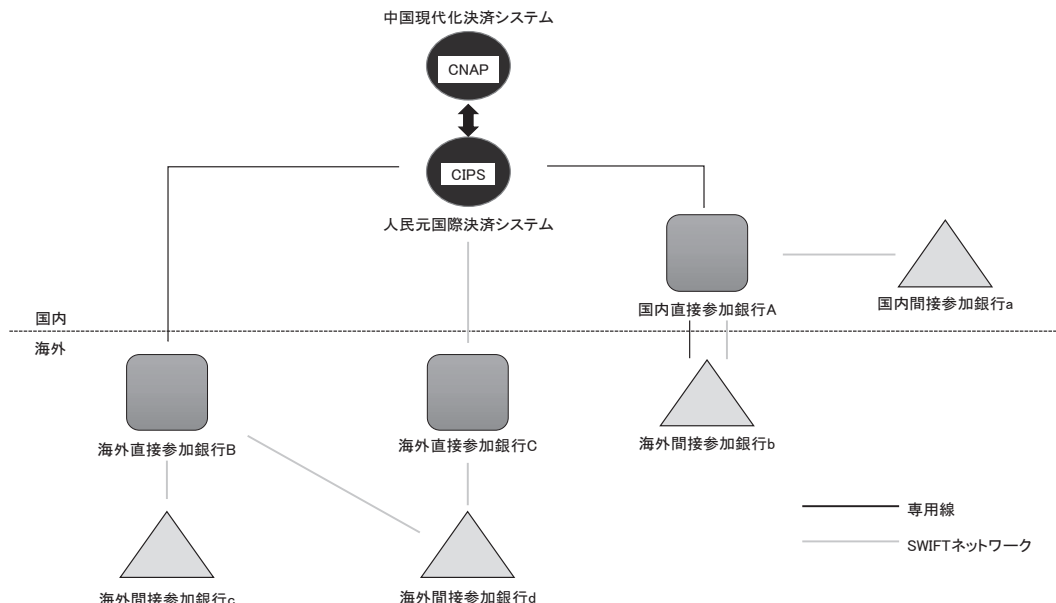 中国現代化決済システム
CNAP
CIPS
人民元国際決済システム
国内直接参加銀行A
国内間接参加銀行a
国内
海外
海外直接参加銀行B
海外直接参加銀行C
海外間接参加銀行b
専用線
SWIFTネットワーク
海外間接参加銀行c
海外間接参加銀行d